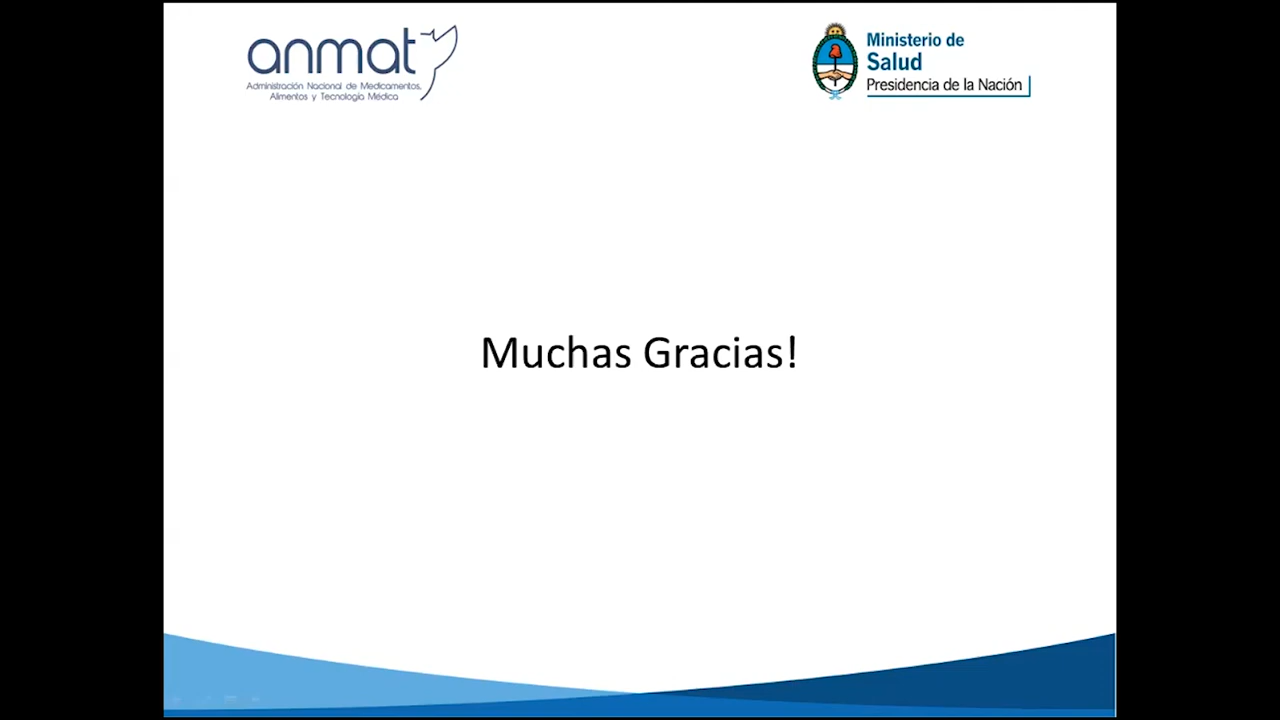 anmat
Administración Nacional de Medicamentos,
Alimentos y Tecnología Médica
Ministerio de
Salud
Presidencia de la Nación
Muchas Gracias!